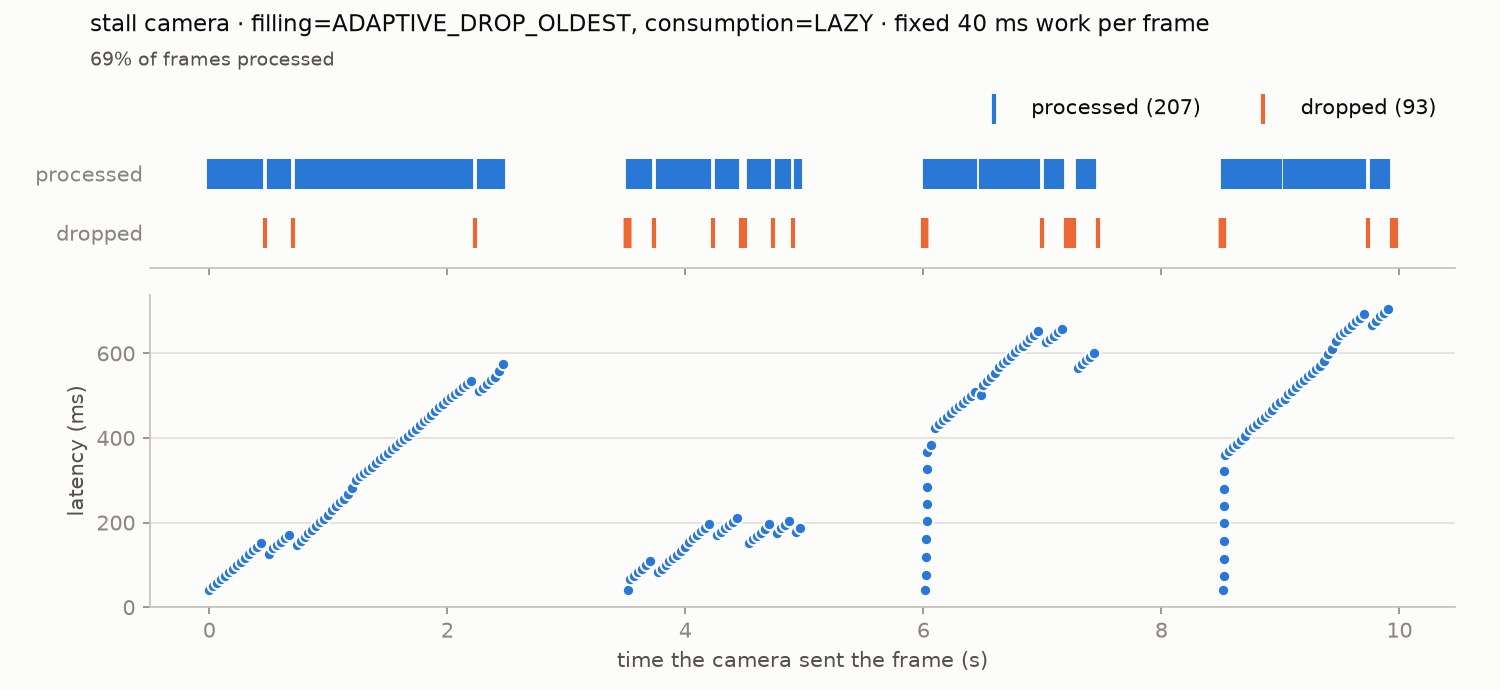 stall camera · filling=ADAPTIVE_DROP_OLDEST, consumption=LAZY · fixed 40 ms work per frame
69% of frames processed
processed (207)
dropped (93)
processed
dropped
latency (ms)
600
400
200
0
0
2
4
6
8
10
time the camera sent the frame (s)